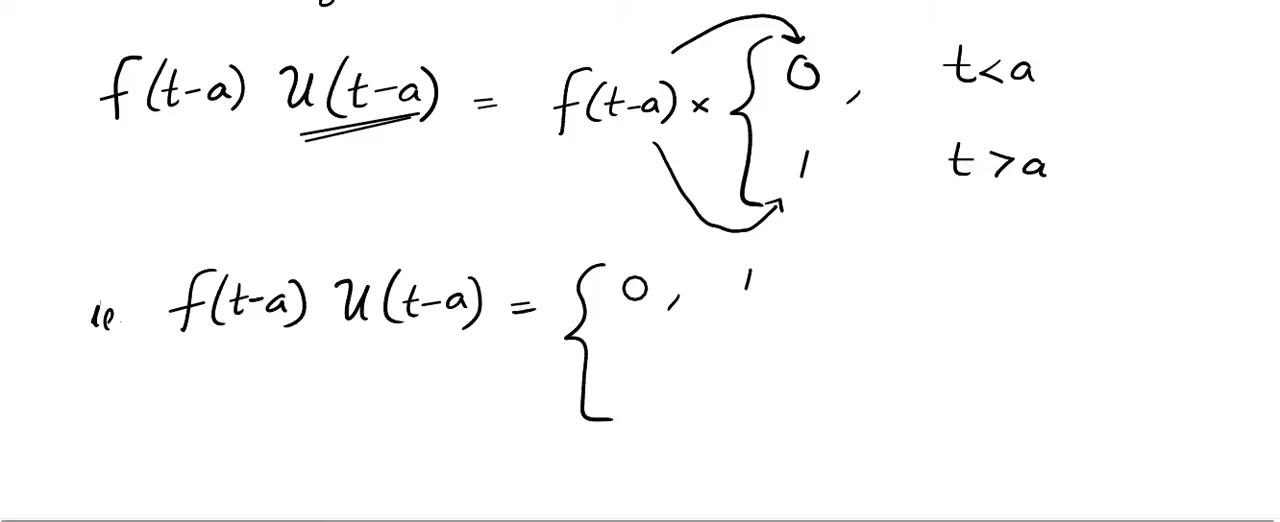 f(t-a) u(t-a) = f(t-a) × { 0, t<a
1 t>a
ie. f(t-a) u(t-a) = { 0,